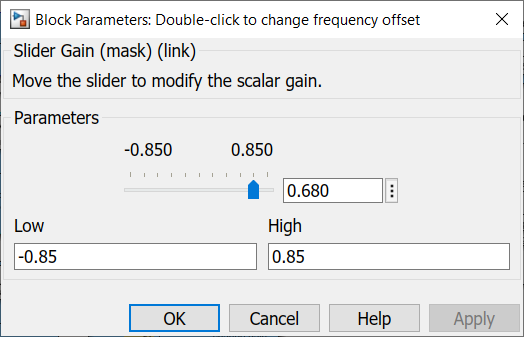 Block Parameters: Double-click to change frequency offset
Slider Gain (mask) (link)
Move the slider to modify the scalar gain.
Parameters
-0.850 0.850
0.680
Low High
-0.85 0.85
OK Cancel Help Apply